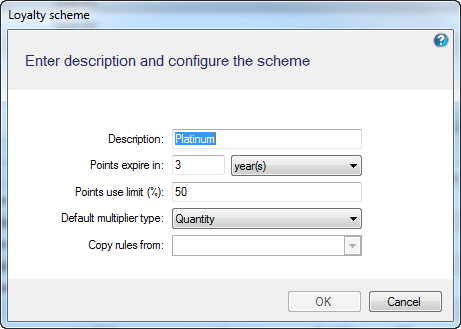 Loyalty scheme
?
Enter description and configure the scheme
Description: Platinum
Points expire in: 3 year(s)
Points use limit (%): 50
Default multiplier type: Quantity
Copy rules from:
OK Cancel